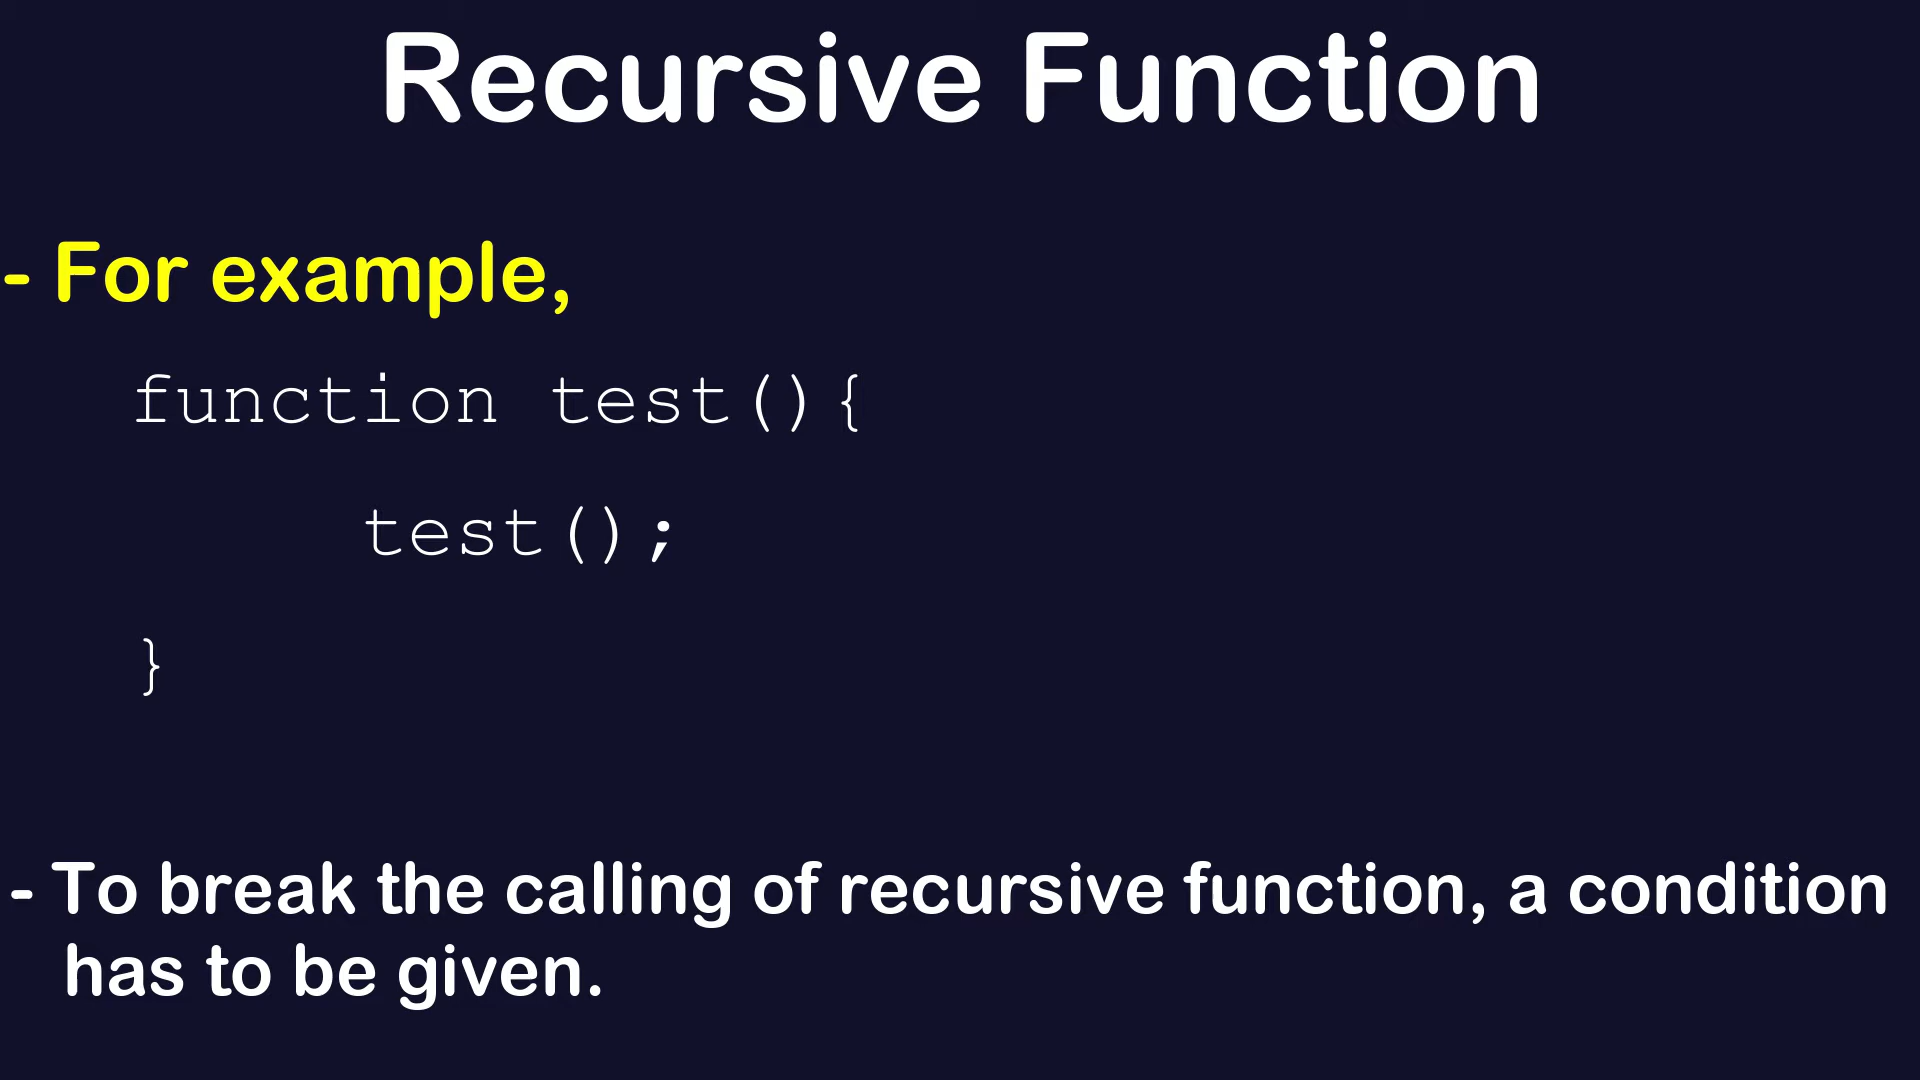 Recursive Function
- For example,
function test(){
test();
}
- To break the calling of recursive function, a condition
has to be given.